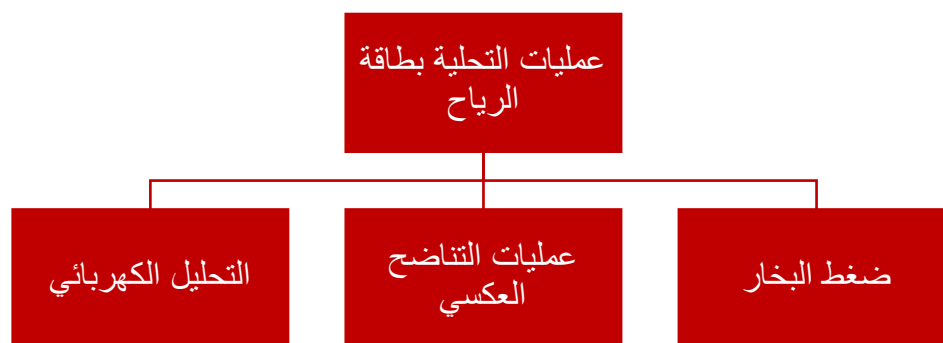 عمليات التحلية بطاقة
الرياح
ضغط البخار
عمليات التناضح
العكسي
التحليل الكهربائي